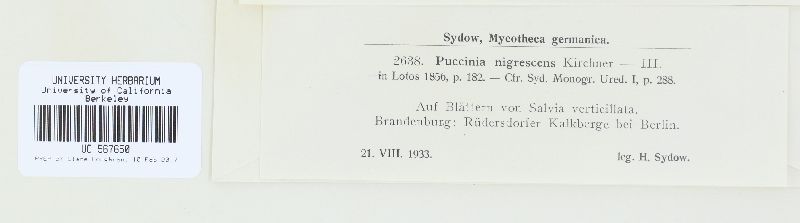 Sydow, Mycotheca germanica.
2638. Puccinia nigrescens Kirchner — III.
in Lotos 1856, p. 182. — Cfr. Syd. Monogr. Ured. I, p. 288.
Auf Blättern von Salvia verticillata.
Brandenburg: Rüdersdorfer Kalkberge bei Berlin.
21. VIII. 1933. leg. H. Sydow.
UNIVERSITY HERBARIUM
University of California
Berkeley
UC 567650